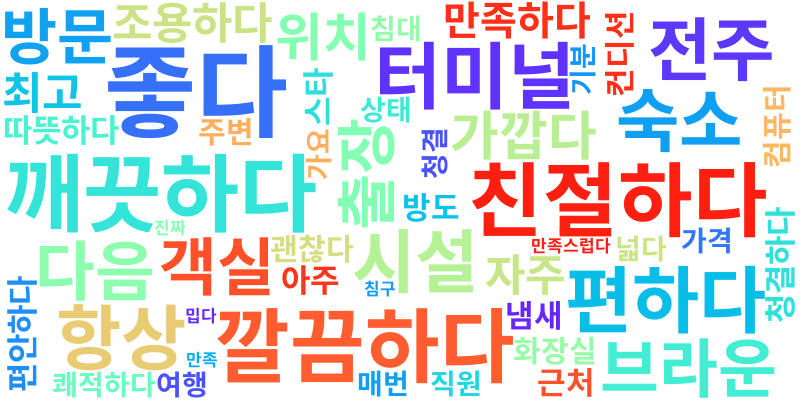 방문
조용하다
위치
침대
만족하다
컨디션
전주
최고
좋다
스타
터미널
기분
숙소
따뜻하다
주변
상태
가깝다
컴퓨터
가요
출장
청결
깨끗하다
방도
친절하다
진짜
다음
객실
괜찮다
시설
만족스럽다
넓다
가격
청결하다
아주
침구
자주
편하다
편안하다
항상
밉다
깔끔하다
냄새
만족
화장실
브라운
쾌적하다
여행
매번
직원
근처